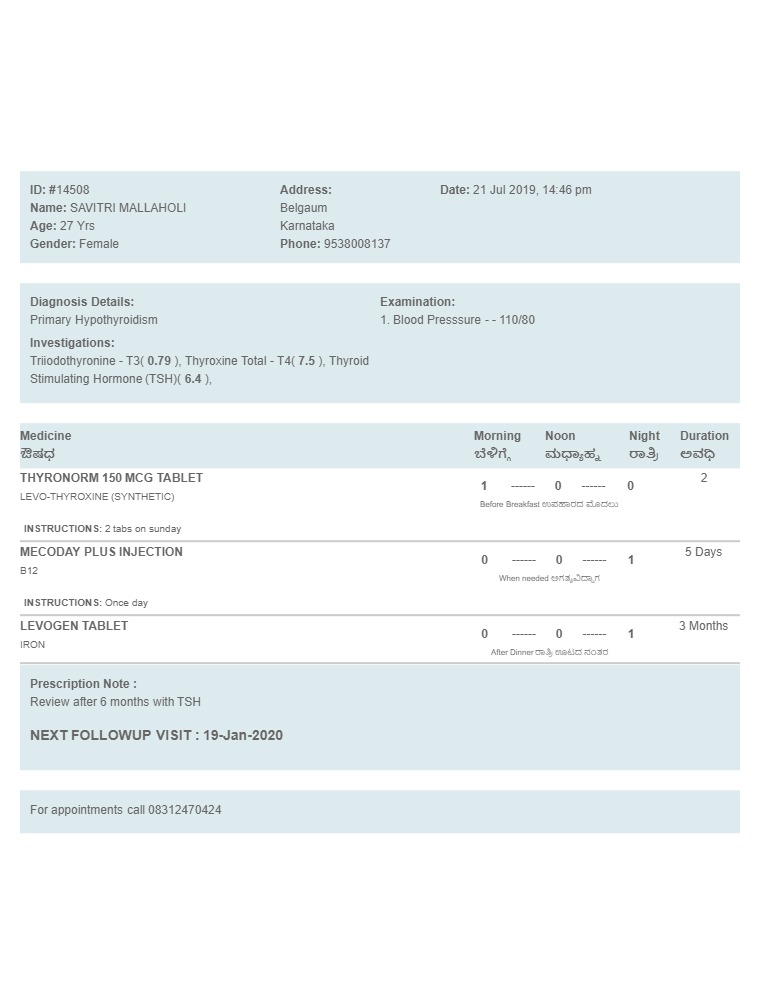 ID: #14508
Name: SAVITRI MALLAHOLI
Age: 27 Yrs
Gender: Female
Address:
Belgaum
Karnataka
Phone: 9538008137
Date: 21 Jul 2019, 14:46 pm
Diagnosis Details:
Primary Hypothyroidism
Examination:
1. Blood Presssure - - 110/80
Investigations:
Triiodothyronine - T3( 0.79 ), Thyroxine Total - T4( 7.5 ), Thyroid
Stimulating Hormone (TSH)( 6.4 ),
Medicine Morning Noon Night Duration
ಔಷಧ ಬೆಳಿಗ್ಗೆ ಮಧ್ಯಾಹ್ನ ರಾತ್ರಿ ಅವಧಿ
THYRONORM 150 MCG TABLET 1 ------ 0 ------ 0 2
LEVO-THYROXINE (SYNTHETIC) Before Breakfast ಉಪಹಾರದ ಮೊದಲು
INSTRUCTIONS: 2 tabs on sunday
MECODAY PLUS INJECTION 0 ------ 0 ------ 1 5 Days
B12 When needed ಅಗತ್ಯವಿದ್ದಾಗ
INSTRUCTIONS: Once day
LEVOGEN TABLET 0 ------ 0 ------ 1 3 Months
IRON After Dinner ರಾತ್ರಿ ಊಟದ ನಂತರ
Prescription Note :
Review after 6 months with TSH
NEXT FOLLOWUP VISIT : 19-Jan-2020
For appointments call 08312470424